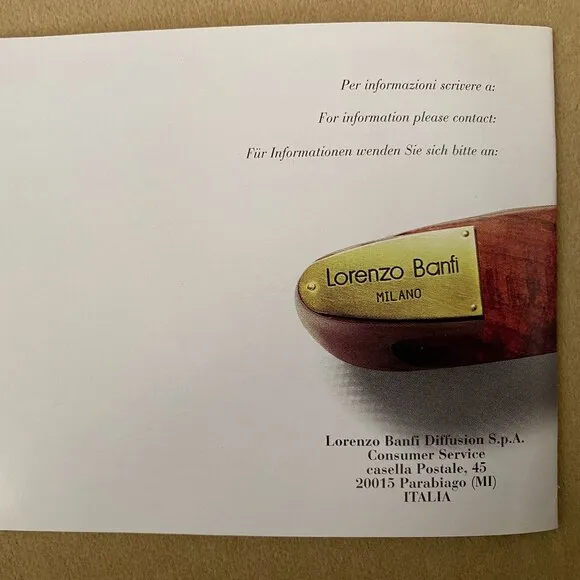 Per informazioni scrivere a:
For information please contact:
Für Informationen wenden Sie sich bitte an:
Lorenzo Banfi
MILANO
Lorenzo Banfi Diffusion S.p.A.
Consumer Service
casella Postale, 45
20015 Parabiago (MI)
ITALIA